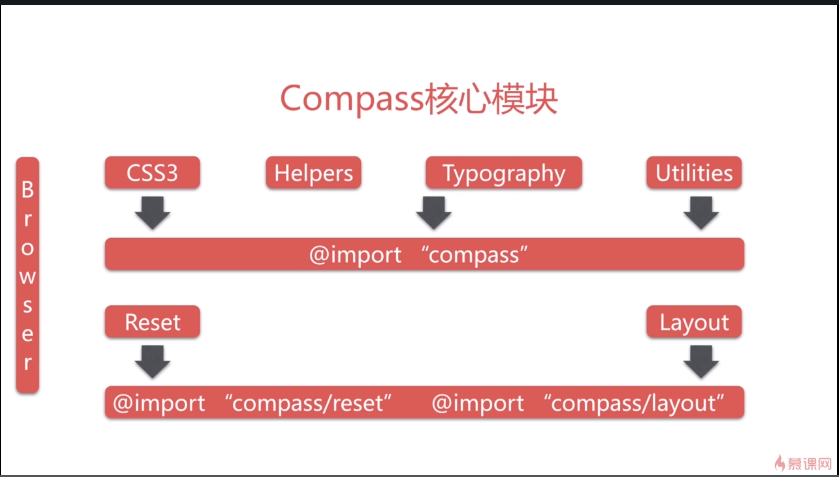 Compass核心模块
Browser
CSS3
Helpers
Typography
Utilities
@import “compass”
Reset
Layout
@import “compass/reset”
@import “compass/layout”
慕课网